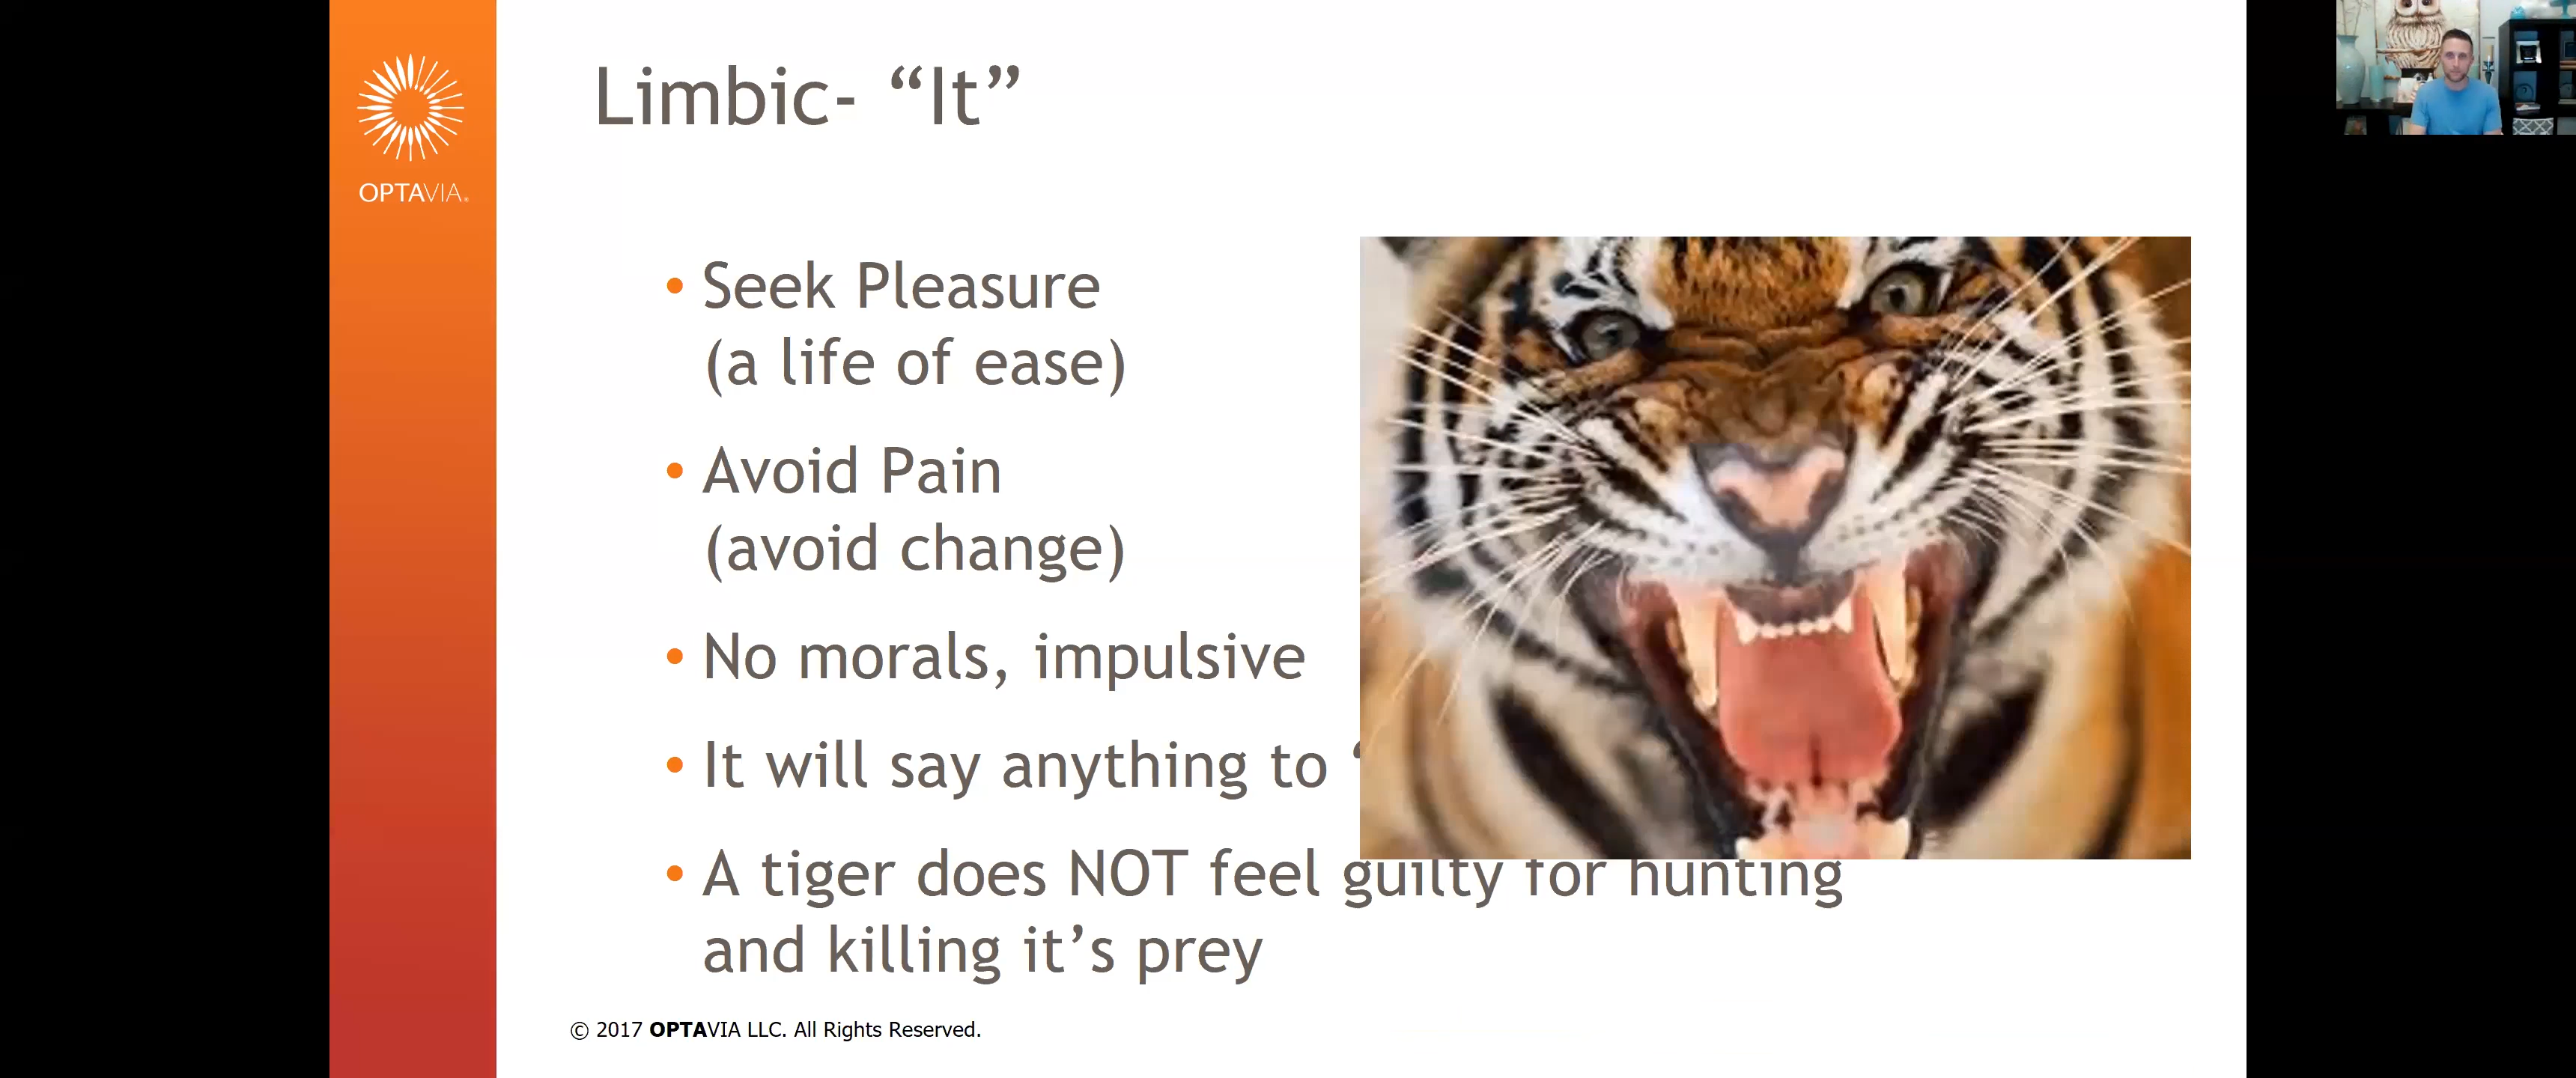 OPTAVIA®
Limbic- “It”
• Seek Pleasure
(a life of ease)
• Avoid Pain
(avoid change)
• No morals, impulsive
• It will say anything to ‘
• A tiger does NOT feel guilty for hunting
and killing it’s prey
© 2017 OPTAVIA LLC. All Rights Reserved.